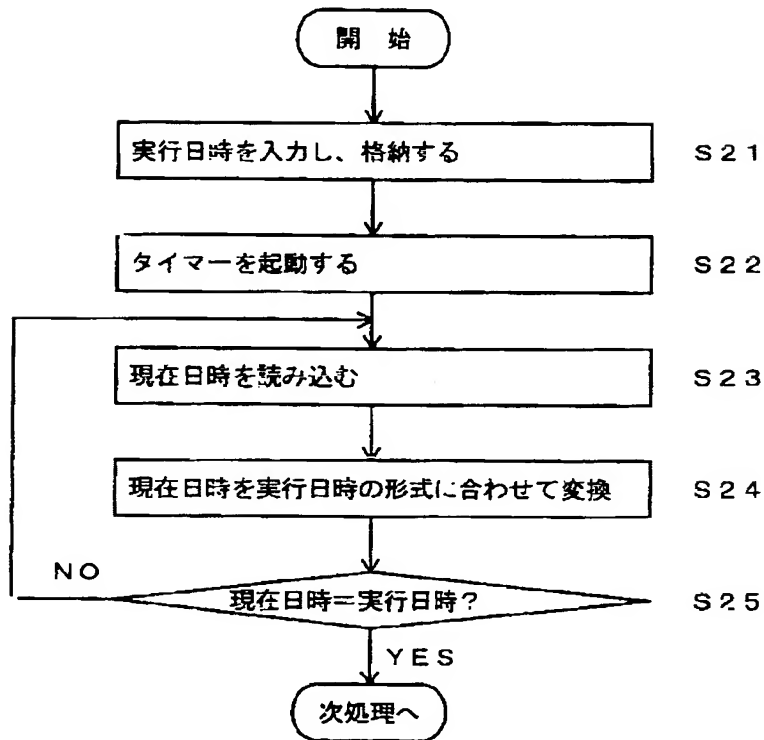 開　始
実行日時を入力し、格納する
S21
タイマーを起動する
S22
現在日時を読み込む
S23
現在日時を実行日時の形式に合わせて変換
S24
NO
現在日時＝実行日時？
S25
YES
次処理へ